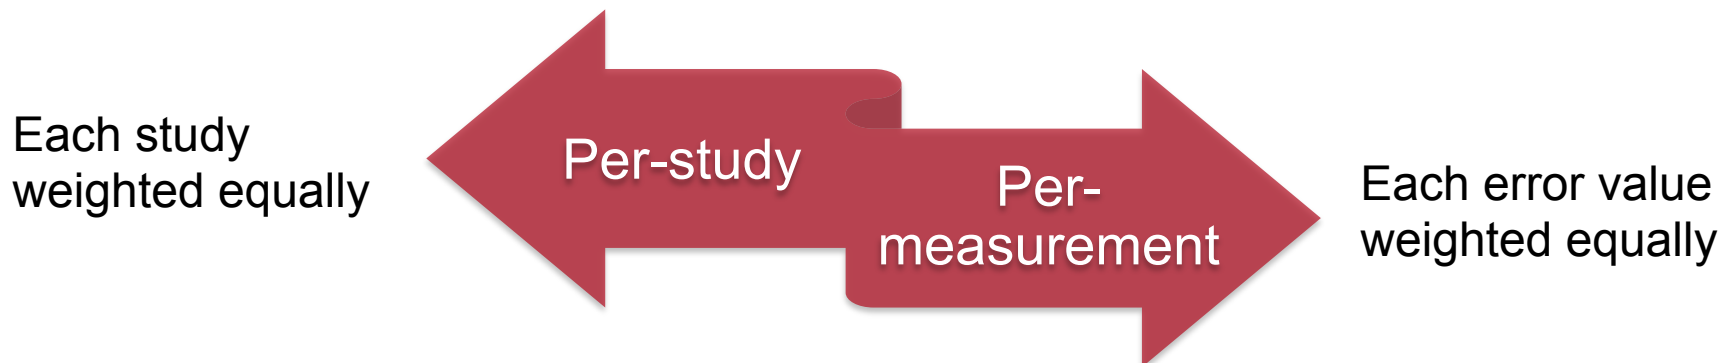 Each study
weighted equally
Per-study
Per-
measurement
Each error value
weighted equally